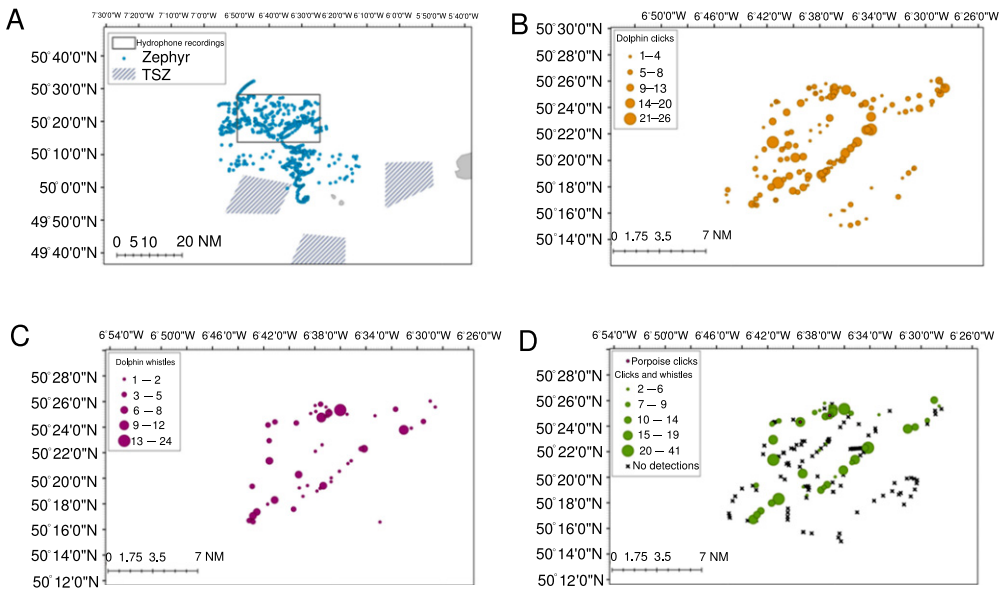 A
7°30'0"W 7°20'0"W 7°10'0"W 7°0'0"W 6°50'0"W 6°40'0"W 6°30'0"W 6°20'0"W 6°10'0"W 6°0'0"W 5°50'0"W 5°40'0"W
Hydrophone recordings
Zephyr
TSZ
50°40'0"N
50°30'0"N
50°20'0"N
50°10'0"N
50°0'0"N
49°50'0"N
49°40'0"N
0 5 10 20 NM
B
6°50'0"W 6°46'0"W 6°42'0"W 6°38'0"W 6°34'0"W 6°30'0"W 6°26'0"W
Dolphin clicks
1–4
5–8
9–13
14–20
21–26
50°30'0"N
50°28'0"N
50°26'0"N
50°24'0"N
50°22'0"N
50°20'0"N
50°18'0"N
50°16'0"N
50°14'0"N
0 1.75 3.5 7 NM
C
6°54'0"W 6°50'0"W 6°46'0"W 6°42'0"W 6°38'0"W 6°34'0"W 6°30'0"W 6°26'0"W
Dolphin whistles
1 – 2
3 – 5
6 – 8
9 – 12
13 – 24
50°28'0"N
50°26'0"N
50°24'0"N
50°22'0"N
50°20'0"N
50°18'0"N
50°16'0"N
50°14'0"N
50°12'0"N
0 1.75 3.5 7 NM
D
6°54'0"W 6°50'0"W 6°46'0"W 6°42'0"W 6°38'0"W 6°34'0"W 6°30'0"W 6°26'0"W
Porpoise clicks
Clicks and whistles
2 – 6
7 – 9
10 – 14
15 – 19
20 – 41
No detections
50°28'0"N
50°26'0"N
50°24'0"N
50°22'0"N
50°20'0"N
50°18'0"N
50°16'0"N
50°14'0"N
50°12'0"N
0 1.75 3.5 7 NM